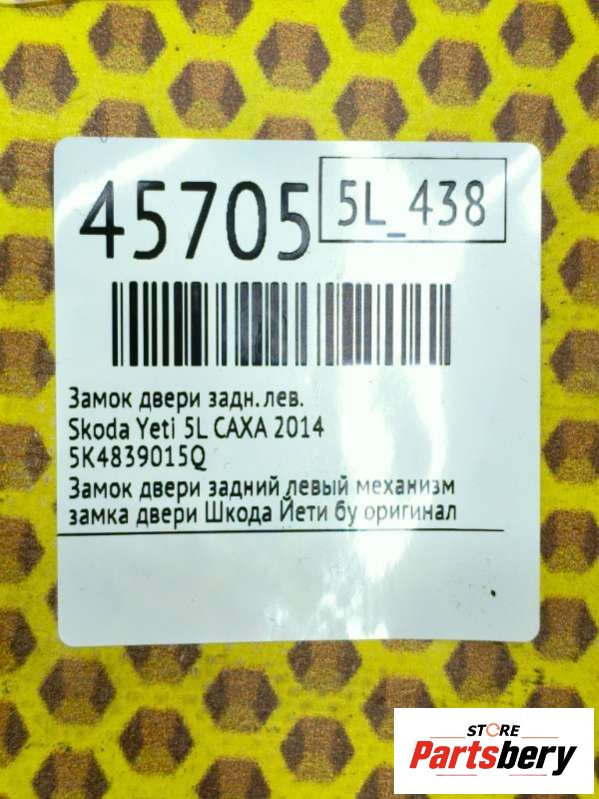 45705
5L_438
Замок двери задн.лев.
Skoda Yeti 5L CAXA 2014
5K4839015Q
Замок двери задний левый механизм
замка двери Шкода Йети бу оригинал
STORE
Partsbery